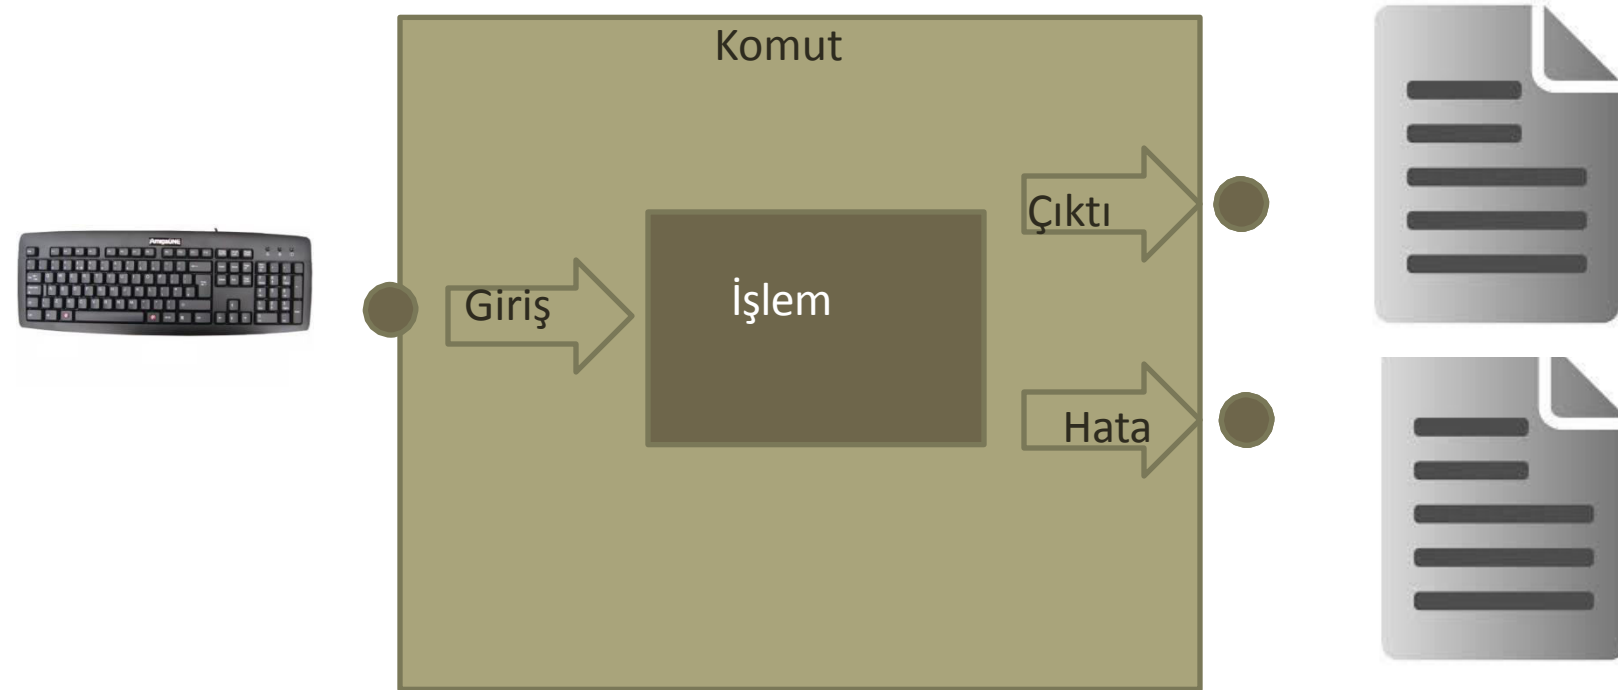 Komut
Giriş
İşlem
Çıktı
Hata